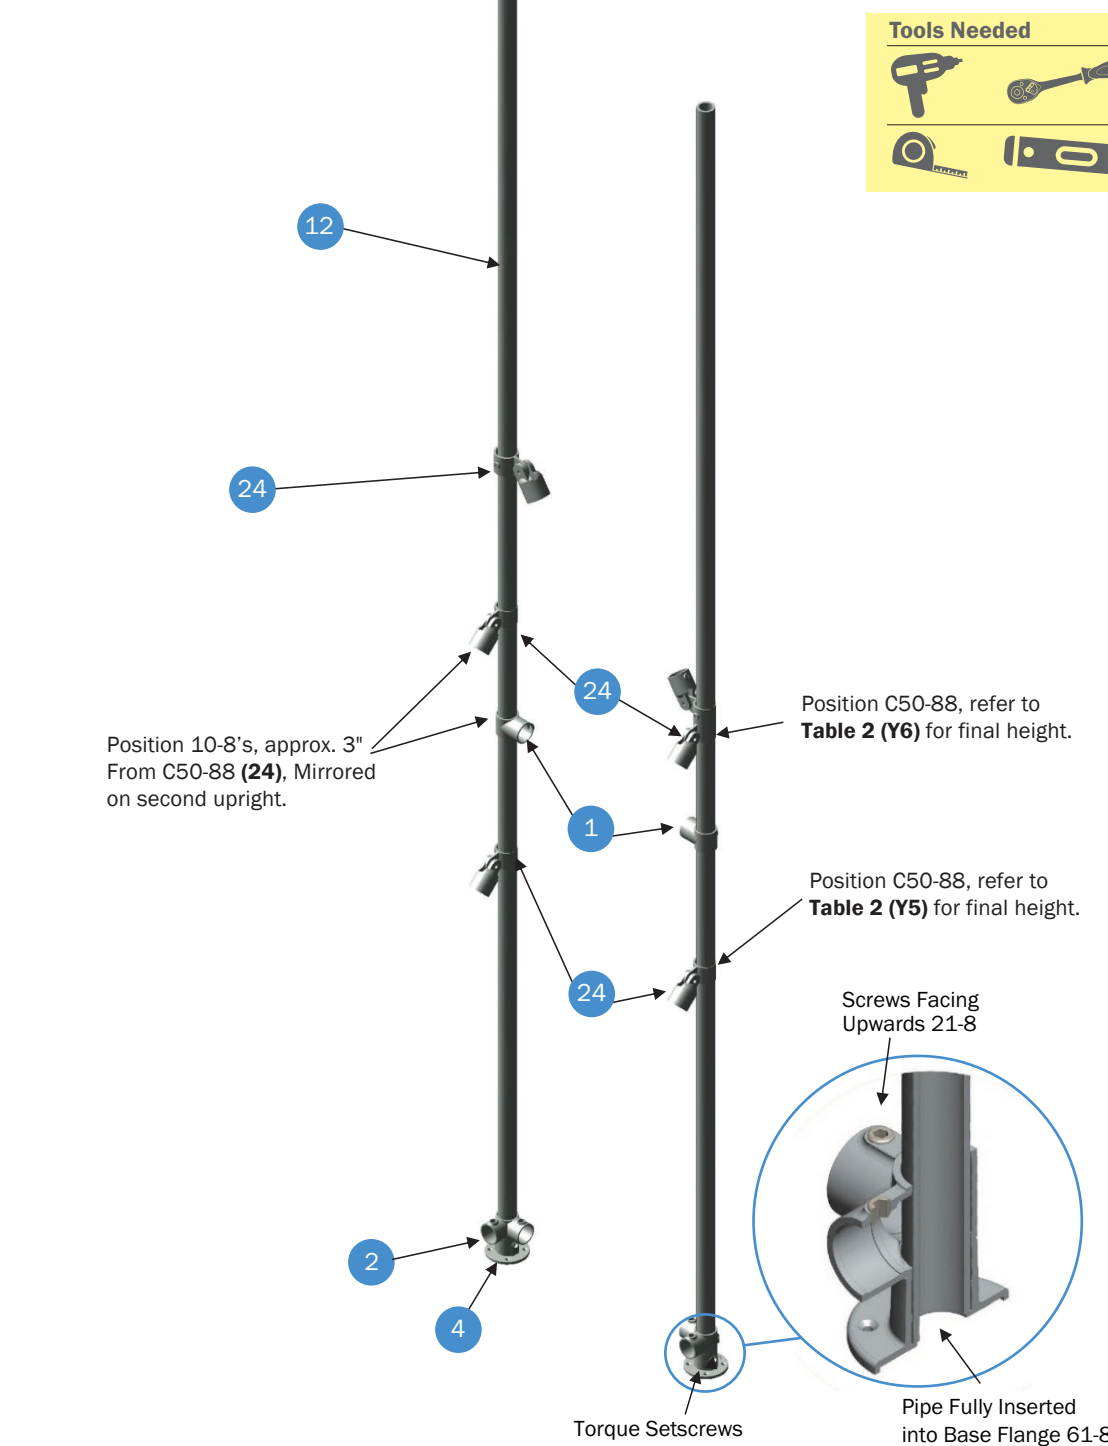 Tools Needed
12
24
24
Position C50-88, refer to
Table 2 (Y6) for final height.
Position 10-8's, approx. 3"
From C50-88 (24), Mirrored
on second upright.
1
Position C50-88, refer to
Table 2 (Y5) for final height.
24
Screws Facing
Upwards 21-8
2
4
Torque Setscrews
Pipe Fully Inserted
into Base Flange 61-8